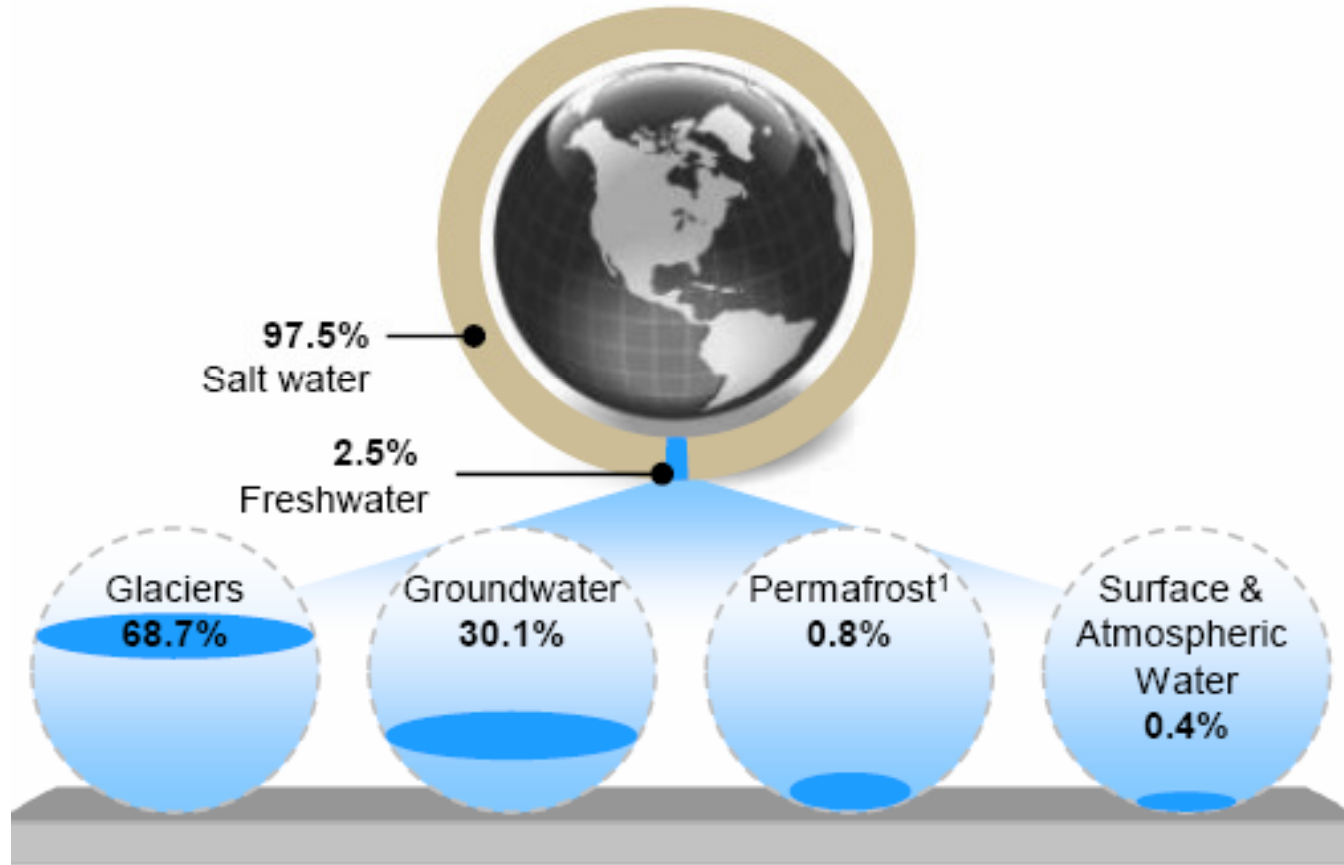 97.5%
Salt water
2.5%
Freshwater
Glaciers
68.7%
Groundwater
30.1%
Permafrost¹
0.8%
Surface &
Atmospheric
Water
0.4%